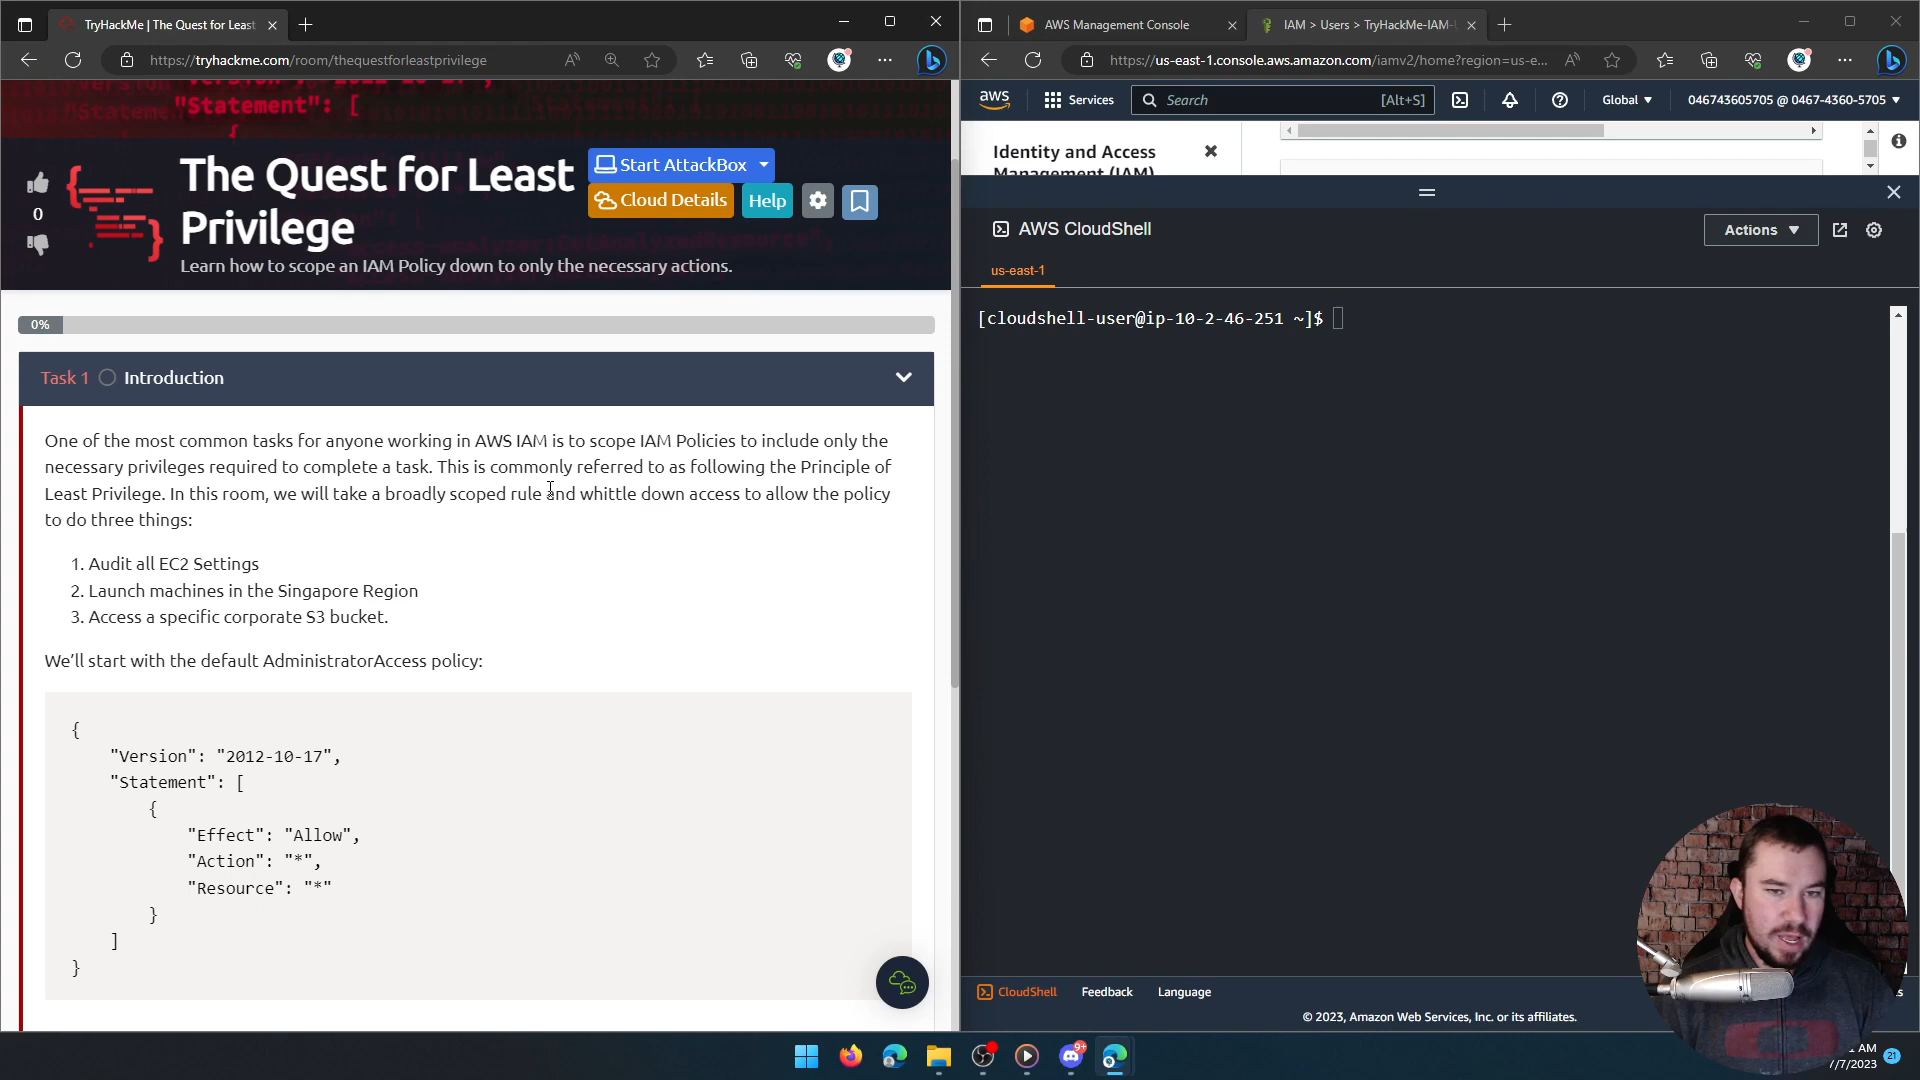 TryHackMe | The Quest for Least
https://tryhackme.com/room/thequestforleastprivilege
"Statement": [
{
The Quest for Least
Privilege
Start AttackBox
Cloud Details
Help
0
Learn how to scope an IAM Policy down to only the necessary actions.
0%
Task 1
Introduction
One of the most common tasks for anyone working in AWS IAM is to scope IAM Policies to include only the
necessary privileges required to complete a task. This is commonly referred to as following the Principle of
Least Privilege. In this room, we will take a broadly scoped rule and whittle down access to allow the policy
to do three things:
1. Audit all EC2 Settings
2. Launch machines in the Singapore Region
3. Access a specific corporate S3 bucket.
We'll start with the default AdministratorAccess policy:
{
"Version": "2012-10-17",
"Statement": [
{
"Effect": "Allow",
"Action": "*",
"Resource": "*"
}
]
}
AWS Management Console
IAM > Users > TryHackMe-IAM-
https://us-east-1.console.aws.amazon.com/iamv2/home?region=us-e...
aws
Services
Search
[Alt+S]
Global
046743605705 @ 0467-4360-5705
Identity and Access
Management (IAM)
AWS CloudShell
Actions
us-east-1
[cloudshell-user@ip-10-2-46-251 ~]$
CloudShell
Feedback
Language
© 2023, Amazon Web Services, Inc. or its affiliates.
9+
AM
/7/2023
21